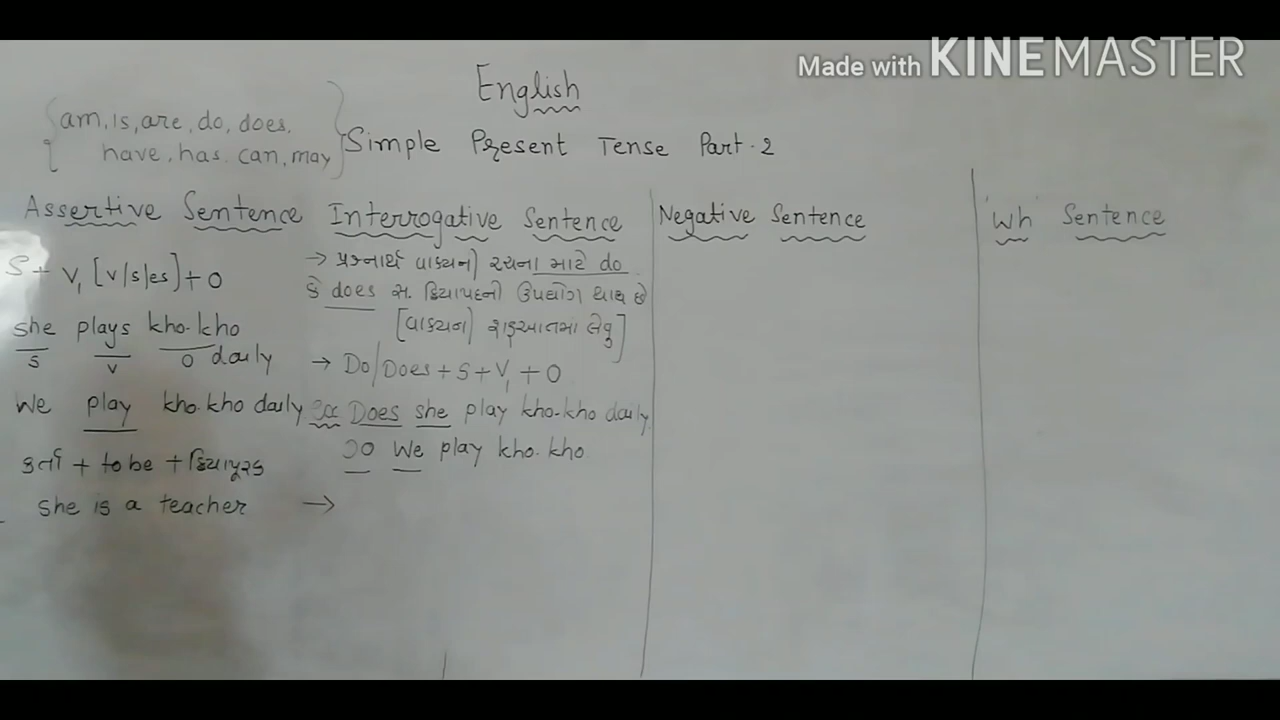 Made with KINEMASTER
English
am, is, are, do, does,
have, has. can, may
Simple Present Tense Part-2
Assertive Sentence
S + V₁ [v/s/es] + O
she plays kho.kho
S V O daily
We play kho.kho daily
કર્તા + to be + ક્રિયાપૂરક
She is a teacher
Interrogative Sentence
→ પ્રશ્નાર્થ વાક્યની રચના માટે do
કે does સ. ક્રિયાપદનો ઉપયોગ થાય છે
[વાક્યની શરૂઆતમાં લેવુ]
→ Do/Does + S + V₁ + O
Does she play kho-kho daily.
DO We play kho.kho
→
Negative Sentence
'Wh' Sentence